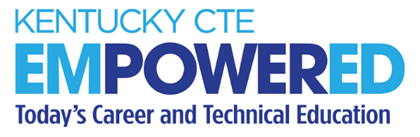 KENTUCKY CTE
EMPOWERED
Today's Career and Technical Education